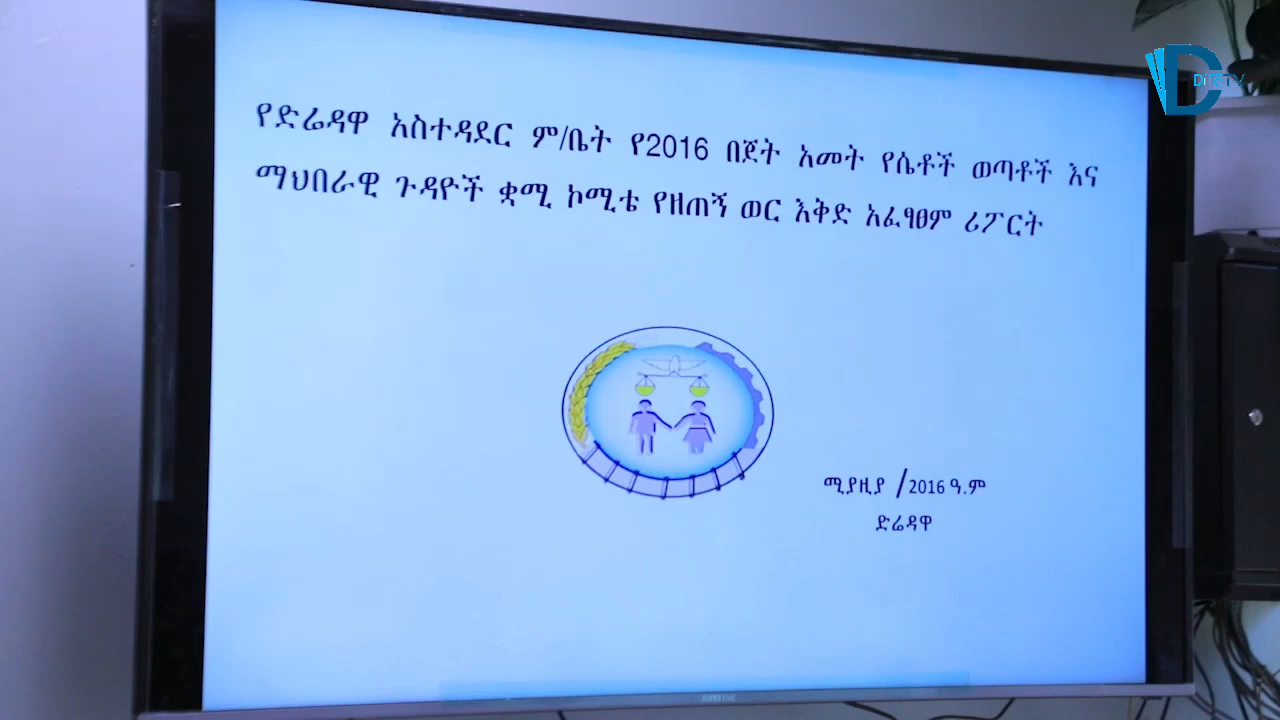 የድሬዳዋ አስተዳደር ም/ቤት የ2016 በጀት አመት የሴቶች ወጣቶች እና
ማህበራዊ ጉዳዮች ቋሚ ኮሚቴ የዘጠኝ ወር እቅድ አፈፃፀም ሪፖርት
ሚያዚያ /2016 ዓ.ም
ድሬዳዋ